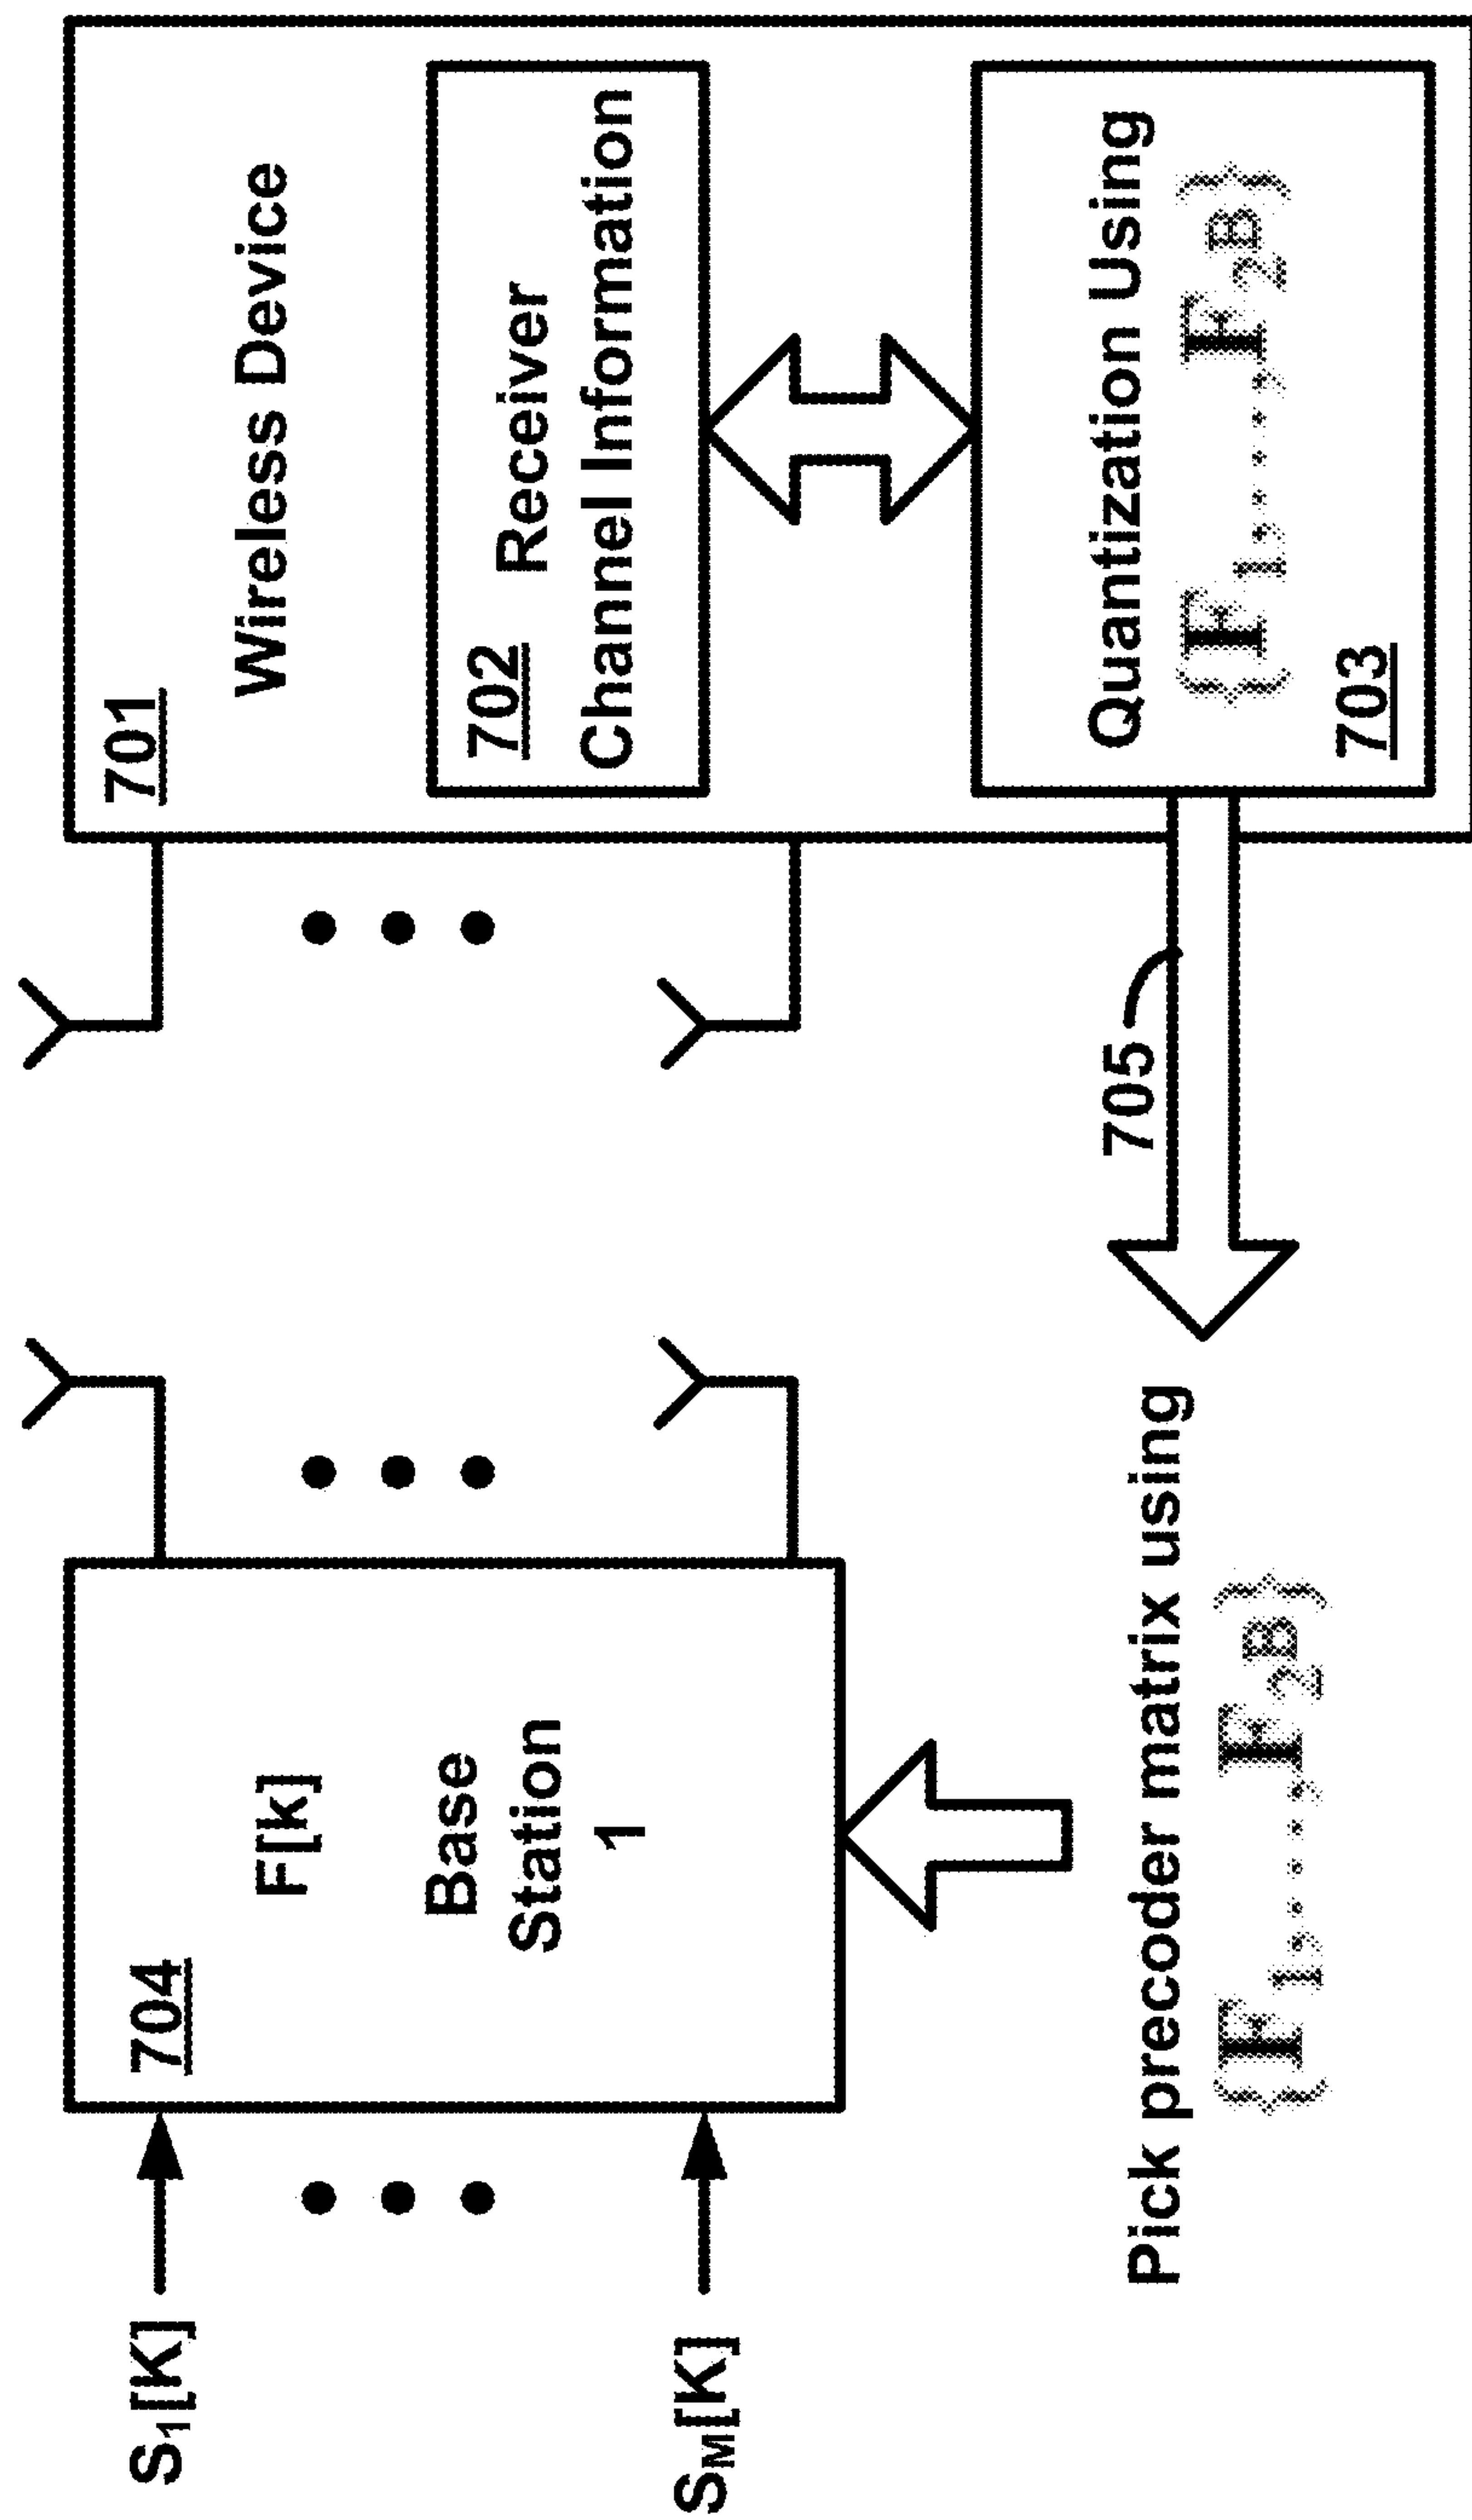 S1[K]
SM[K]
704
F[k]
Base
Station
1
Pick precoder matrix using
{F1,...,F2B}
705
701
Wireless Device
702
Receiver
Channel Information
Quantization Using
{F1,...,F2B}
703